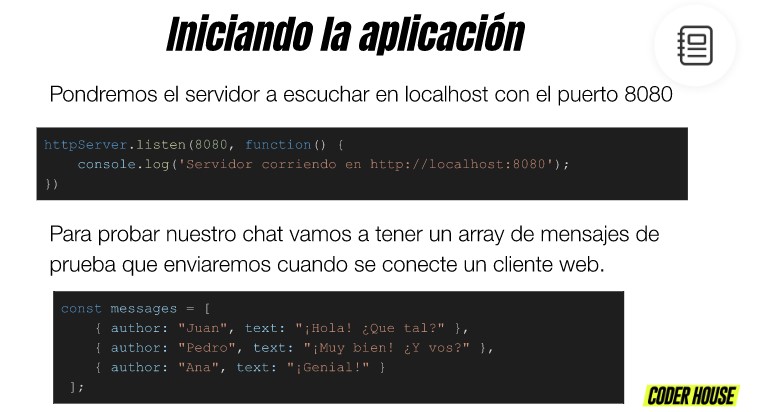 Iniciando la aplicación
Pondremos el servidor a escuchar en localhost con el puerto 8080
httpServer.listen(8080, function() {
    console.log('Servidor corriendo en http://localhost:8080');
})
Para probar nuestro chat vamos a tener un array de mensajes de
prueba que enviaremos cuando se conecte un cliente web.
const messages = [
    { author: "Juan", text: "¡Hola! ¿Que tal?" },
    { author: "Pedro", text: "¡Muy bien! ¿Y vos?" },
    { author: "Ana", text: "¡Genial!" }
];
CODER HOUSE